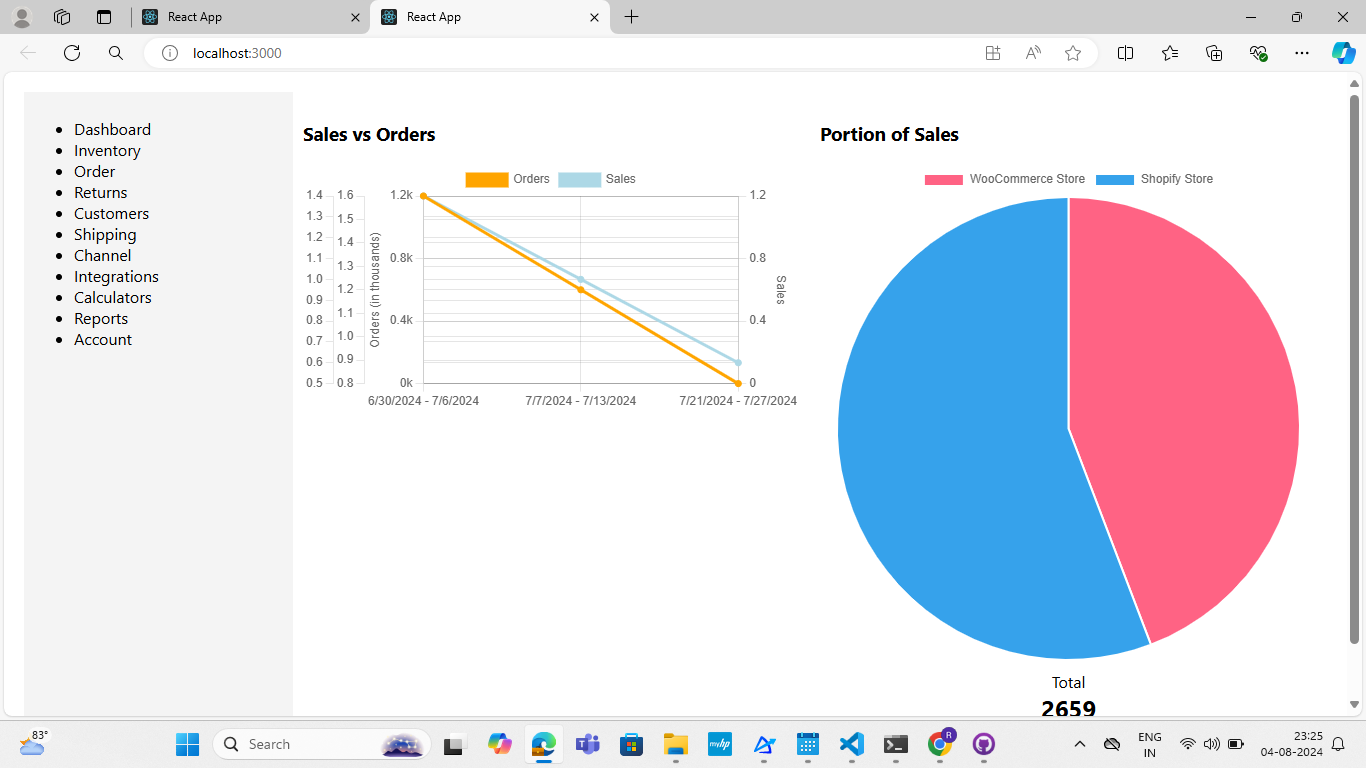 React App
React App
localhost:3000
Dashboard
Inventory
Order
Returns
Customers
Shipping
Channel
Integrations
Calculators
Reports
Account
Sales vs Orders
Orders Sales
1.4 1.6 1.2k 1.2
1.3 1.5
1.2 1.4
1.1 1.3 0.8k 0.8
1.0 1.2
0.9 1.1
0.8 1.0 0.4k 0.4
0.7 0.9
0.6
0.5 0.8 0k 0
Orders (in thousands)
Sales
6/30/2024 - 7/6/2024 7/7/2024 - 7/13/2024 7/21/2024 - 7/27/2024
Portion of Sales
WooCommerce Store Shopify Store
Total
2659
83°
Search
myhp
R
ENG
IN
23:25
04-08-2024